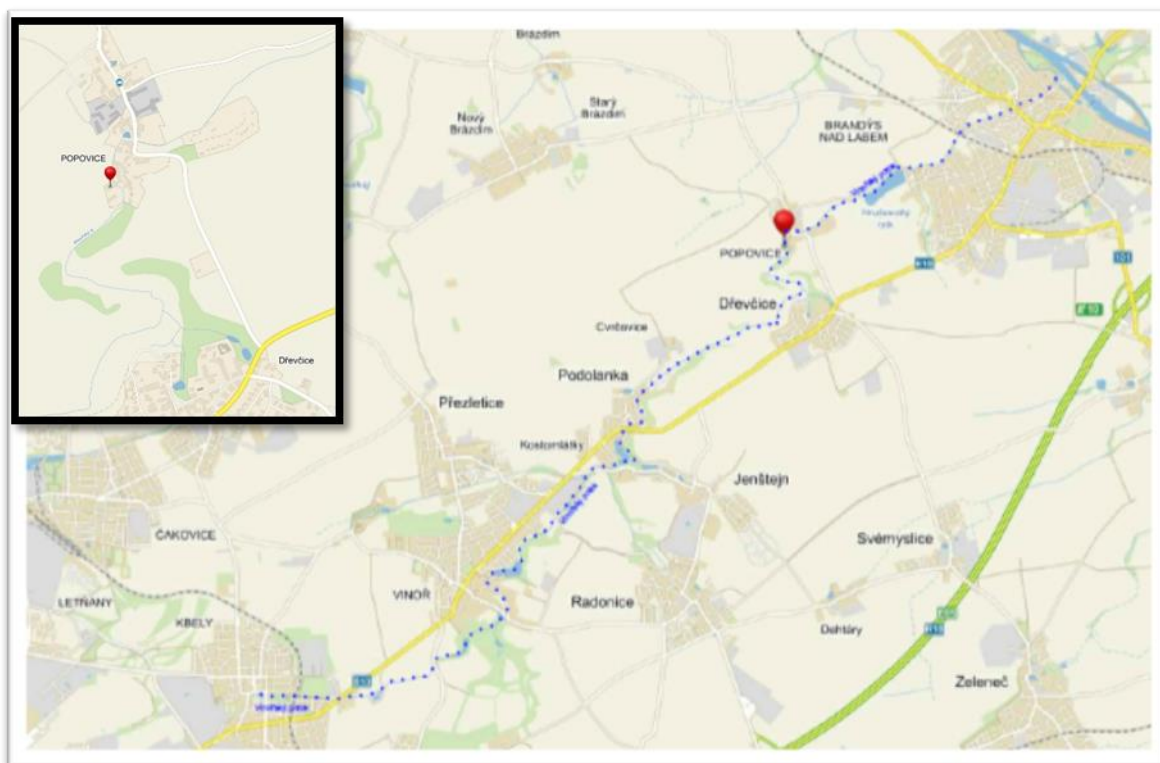 POPOVICE
Dřevčice
Brázdim
Starý
Brázdim
Nový
Brázdim
BRANDÝS
NAD LABEM
POPOVICE
Dřevčice
101
Cvrčovice
Podolanka
Přezletice
Kostomlátky
Jenštejn
ČAKOVICE
Svémyslice
VINOŘ
Radonice
LETŇANY
KBELY
Dehtáry
Zeleneč